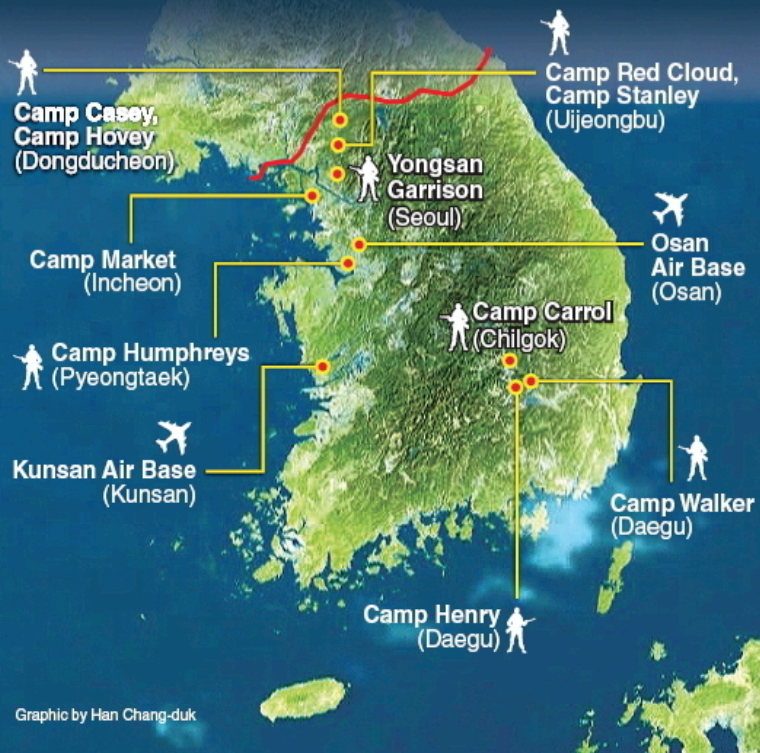 Camp Casey,
Camp Hovey
(Dongducheon)
Camp Red Cloud,
Camp Stanley
(Uijeongbu)
Yongsan
Garrison
(Seoul)
Camp Market
(Incheon)
Osan
Air Base
(Osan)
Camp Carrol
(Chilgok)
Camp Humphreys
(Pyeongtaek)
Kunsan Air Base
(Kunsan)
Camp Walker
(Daegu)
Camp Henry
(Daegu)
Graphic by Han Chang-duk